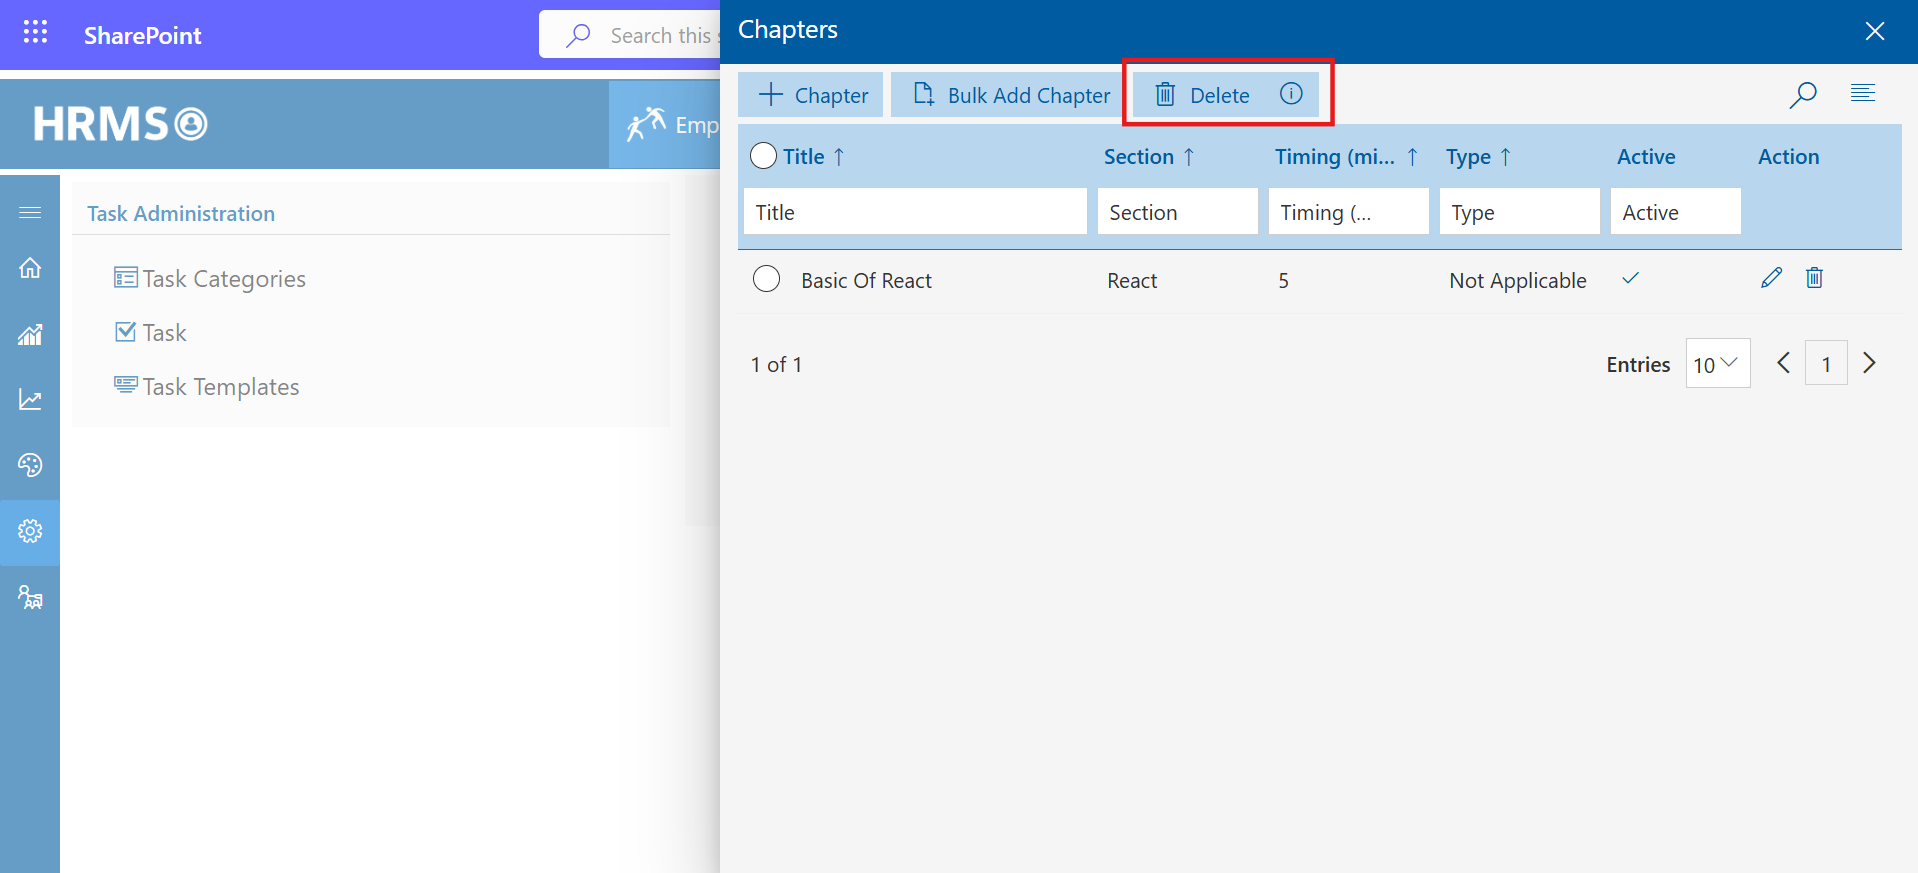 SharePoint
Search this s
HRMS
Emp
Task Administration
Task Categories
Task
Task Templates
Chapters
Chapter
Bulk Add Chapter
Delete
Title ↑ Section ↑ Timing (mi... ↑ Type ↑ Active Action
Title Section Timing (... Type Active
Basic Of React React 5 Not Applicable
1 of 1 Entries 10 1